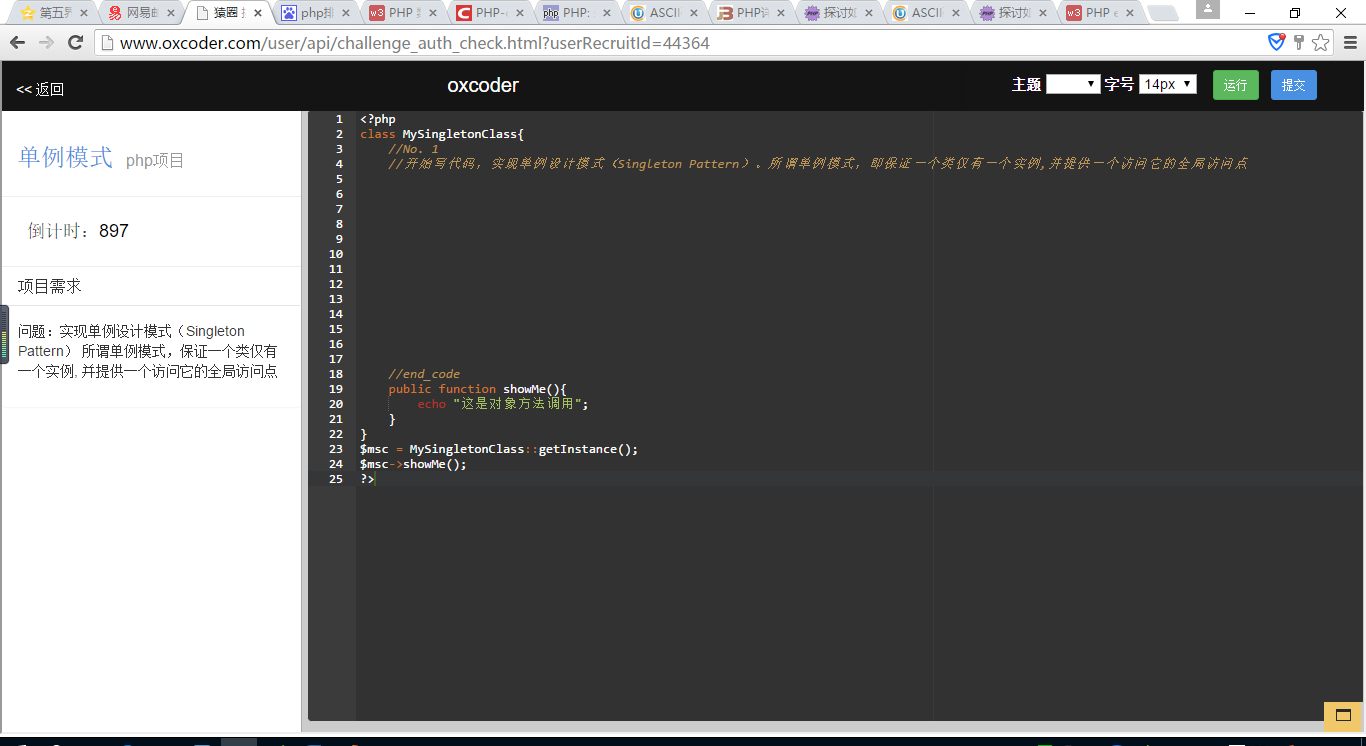 第五界
网易邮
猿圈 挑
php排
PHP
PHP-
PHP:
ASCII
PHP译
探讨如
ASCII
探讨如
PHP e
www.oxcoder.com/user/api/challenge_auth_check.html?userRecruitId=44364
<< 返回
oxcoder
主题
字号
14px
运行
提交
单例模式 php项目
倒计时：897
项目需求
问题：实现单例设计模式（Singleton
Pattern） 所谓单例模式，保证一个类仅有
一个实例, 并提供一个访问它的全局访问点
1 <?php
2 class MySingletonClass{
3 //No. 1
4 //开始写代码，实现单例设计模式（Singleton Pattern）。所谓单例模式，即保证一个类仅有一个实例,并提供一个访问它的全局访问点
5
6
7
8
9
10
11
12
13
14
15
16
17
18 //end_code
19 public function showMe(){
20 echo "这是对象方法调用";
21 }
22 }
23 $msc = MySingletonClass::getInstance();
24 $msc->showMe();
25 ?>